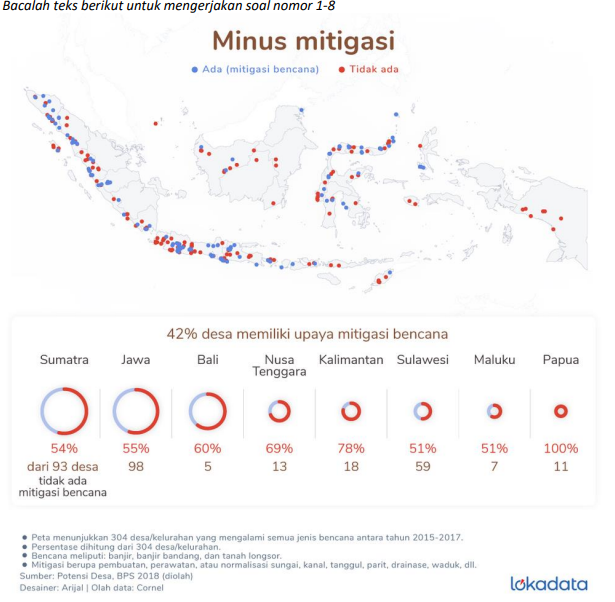 Bacalah teks berikut untuk mengerjakan soal nomor 1-8
Minus mitigasi
Ada (mitigasi bencana) Tidak ada
42% desa memiliki upaya mitigasi bencana
Sumatra Jawa Bali Nusa Tenggara Kalimantan Sulawesi Maluku Papua
54% 55% 60% 69% 78% 51% 51% 100%
dari 93 desa 98 5 13 18 59 7 11
tidak ada
mitigasi bencana
Peta menunjukkan 304 desa/kelurahan yang mengalami semua jenis bencana antara tahun 2015-2017.
Persentase dihitung dari 304 desa/kelurahan.
Bencana meliputi: banjir, banjir bandang, dan tanah longsor.
Mitigasi berupa pembuatan, perawatan, atau normalisasi sungai, kanal, tanggul, parit, drainase, waduk, dll.
Sumber: Potensi Desa, BPS 2018 (diolah)
Desainer: Arijal | Olah data: Cornel
lokadata